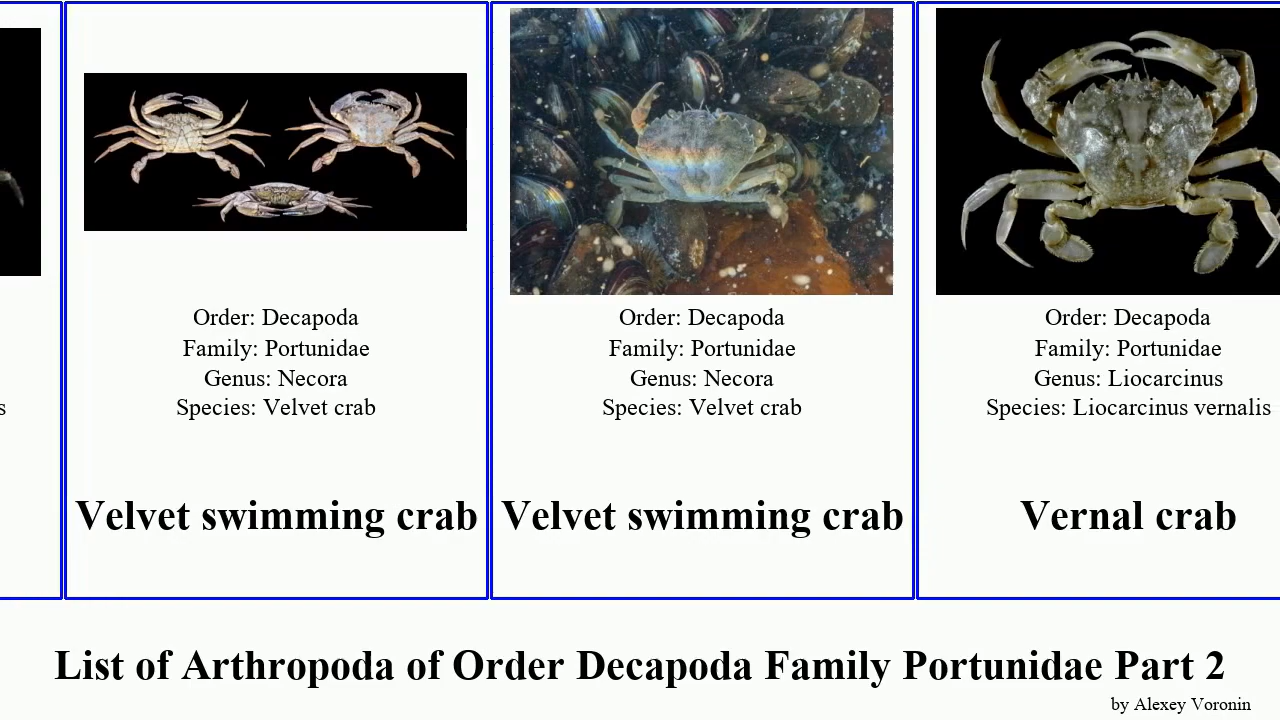 s
Order: Decapoda
Family: Portunidae
Genus: Necora
Species: Velvet crab
Velvet swimming crab
Order: Decapoda
Family: Portunidae
Genus: Necora
Species: Velvet crab
Velvet swimming crab
Order: Decapoda
Family: Portunidae
Genus: Liocarcinus
Species: Liocarcinus vernalis
Vernal crab
List of Arthropoda of Order Decapoda Family Portunidae Part 2
by Alexey Voronin